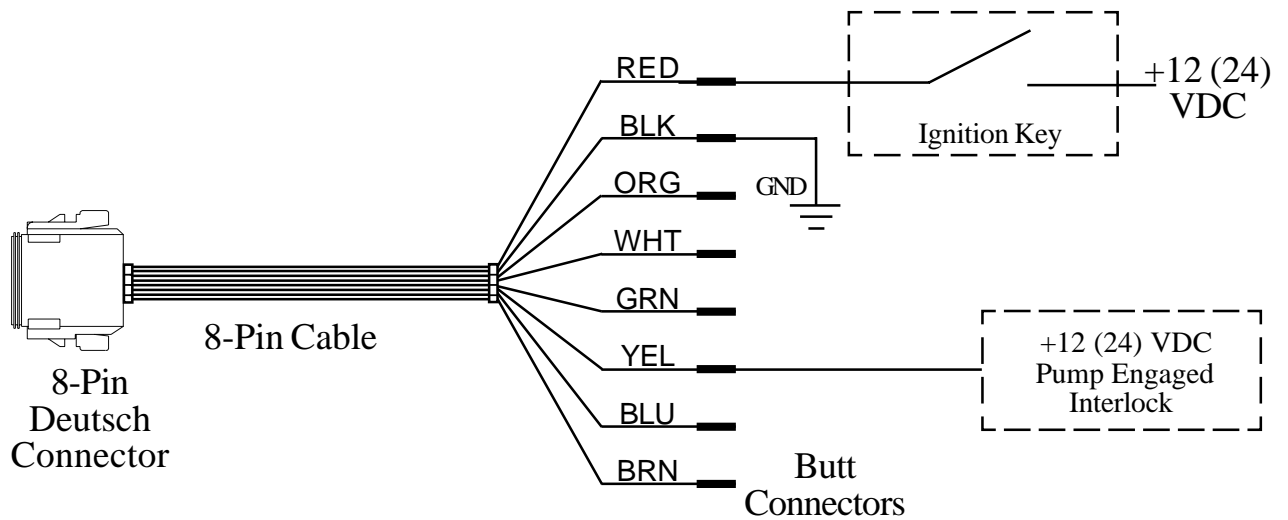 RED
+12 (24)
VDC
Ignition Key
BLK
GND
ORG
WHT
GRN
8-Pin Cable
YEL
+12 (24) VDC
Pump Engaged
Interlock
8-Pin
Deutsch
Connector
BLU
BRN
Butt
Connectors